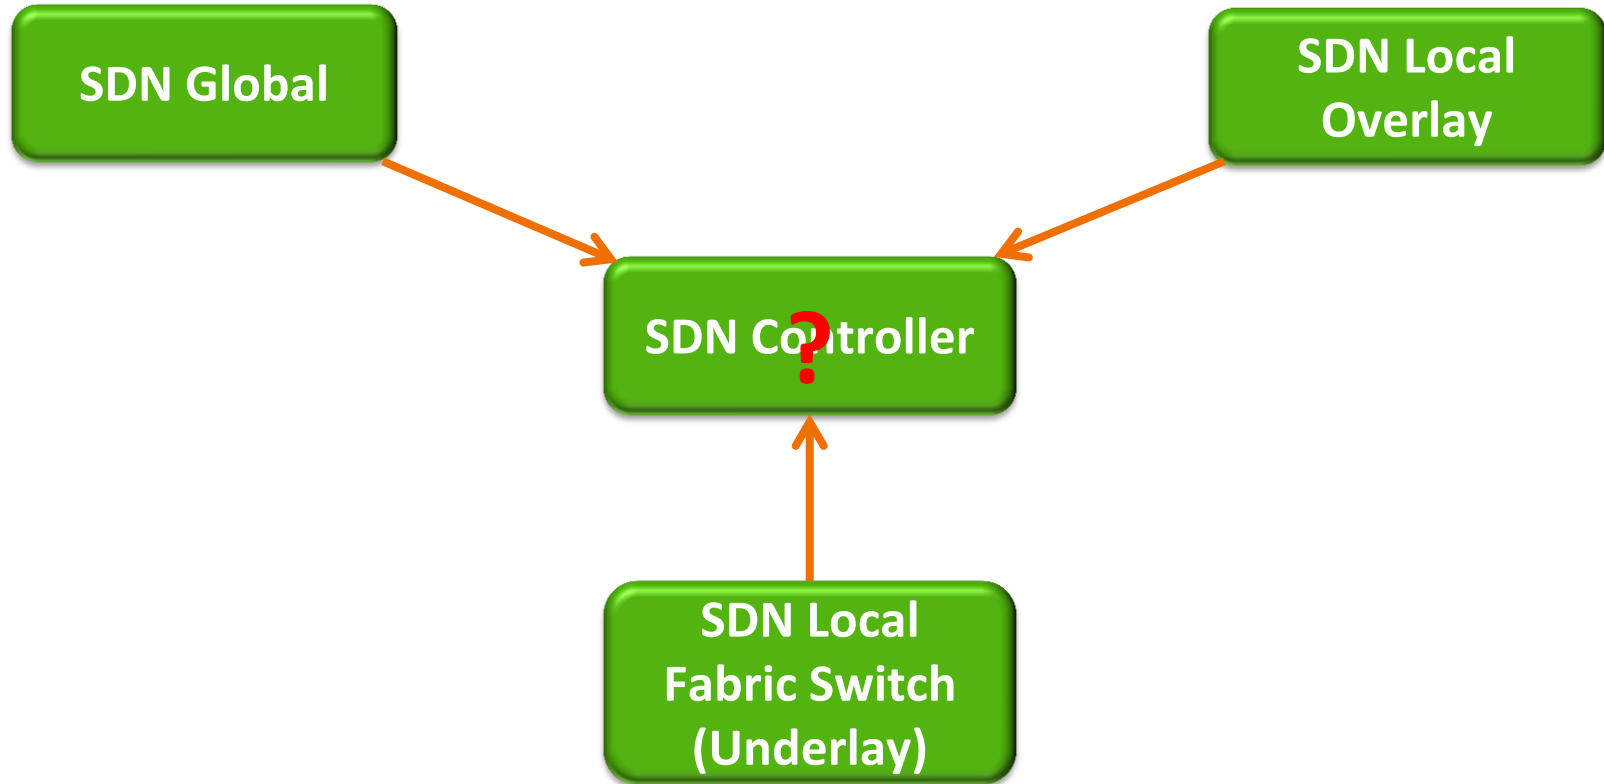 SDN Global
SDN Local
Overlay
SDN Controller
?
SDN Local
Fabric Switch
(Underlay)